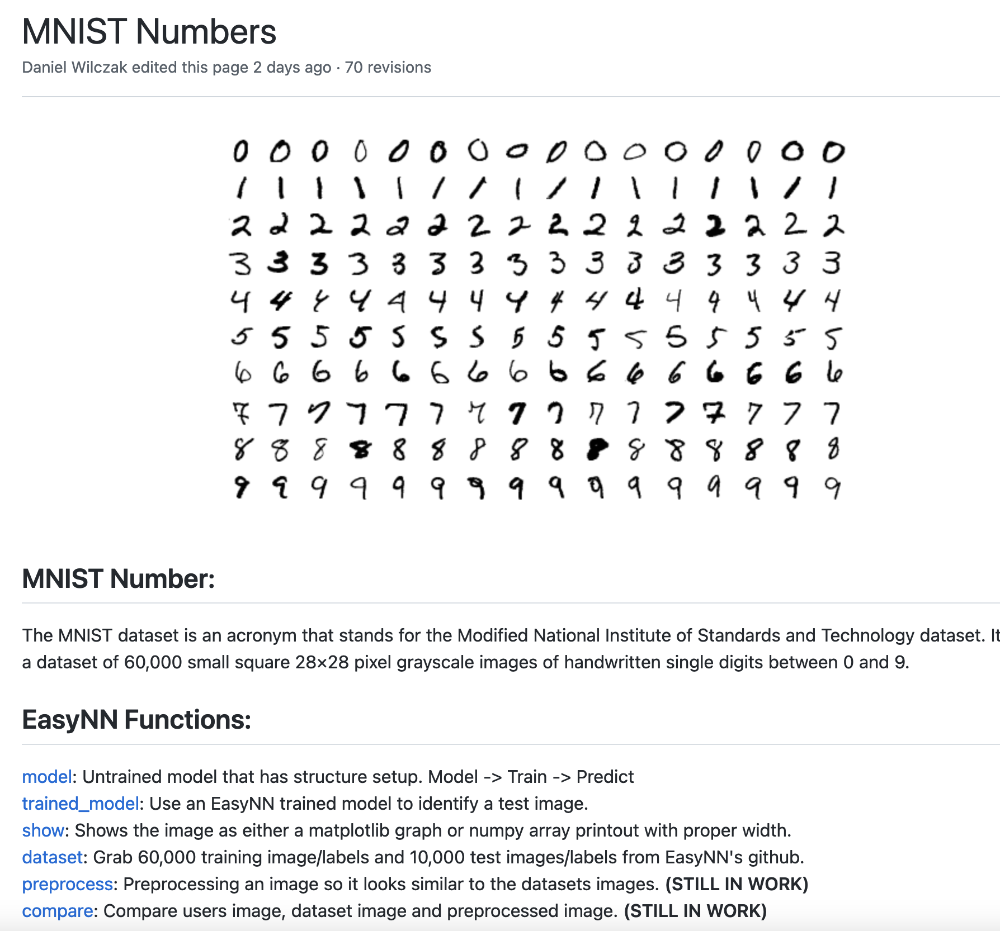 MNIST Numbers
Daniel Wilczak edited this page 2 days ago · 70 revisions
0 0 0 0 0 0 0 0 0 0 0 0 0 0 0 0
1 1 1 1 1 1 1 1 1 1 1 1 1 1 1 1
2 2 2 2 2 2 2 2 2 2 2 2 2 2 2 2
3 3 3 3 3 3 3 3 3 3 3 3 3 3 3 3
4 4 4 4 4 4 4 4 4 4 4 4 4 4 4 4
5 5 5 5 5 5 5 5 5 5 5 5 5 5 5 5
6 6 6 6 6 6 6 6 6 6 6 6 6 6 6 6
7 7 7 7 7 7 7 7 7 7 7 7 7 7 7 7
8 8 8 8 8 8 8 8 8 8 8 8 8 8 8 8
9 9 9 9 9 9 9 9 9 9 9 9 9 9 9 9
MNIST Number:
The MNIST dataset is an acronym that stands for the Modified National Institute of Standards and Technology dataset. It
a dataset of 60,000 small square 28×28 pixel grayscale images of handwritten single digits between 0 and 9.
EasyNN Functions:
model: Untrained model that has structure setup. Model -> Train -> Predict
trained_model: Use an EasyNN trained model to identify a test image.
show: Shows the image as either a matplotlib graph or numpy array printout with proper width.
dataset: Grab 60,000 training image/labels and 10,000 test images/labels from EasyNN's github.
preprocess: Preprocessing an image so it looks similar to the datasets images. (STILL IN WORK)
compare: Compare users image, dataset image and preprocessed image. (STILL IN WORK)